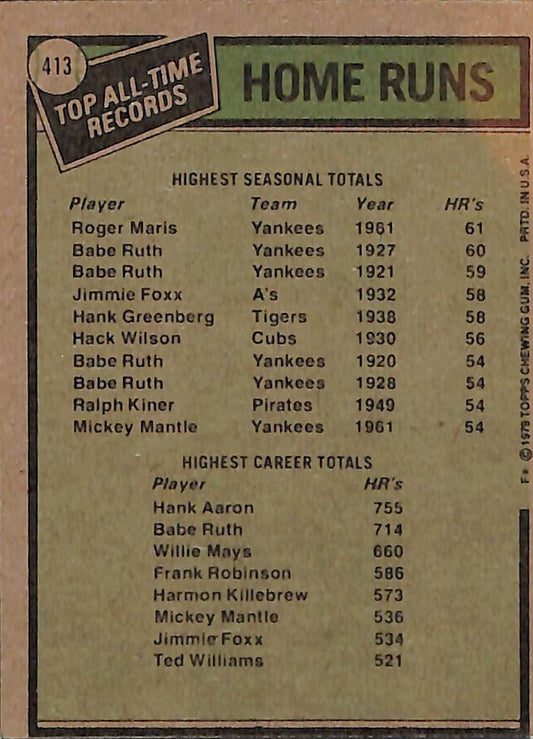 413
TOP ALL-TIME
RECORDS
HOME RUNS
HIGHEST SEASONAL TOTALS
Player Team Year HR's
Roger Maris Yankees 1961 61
Babe Ruth Yankees 1927 60
Babe Ruth Yankees 1921 59
Jimmie Foxx A's 1932 58
Hank Greenberg Tigers 1938 58
Hack Wilson Cubs 1930 56
Babe Ruth Yankees 1920 54
Babe Ruth Yankees 1928 54
Ralph Kiner Pirates 1949 54
Mickey Mantle Yankees 1961 54
HIGHEST CAREER TOTALS
Player HR's
Hank Aaron 755
Babe Ruth 714
Willie Mays 660
Frank Robinson 586
Harmon Killebrew 573
Mickey Mantle 536
Jimmie Foxx 534
Ted Williams 521
F* © 1979 TOPPS CHEWING GUM, INC. PRTD. IN U.S.A.